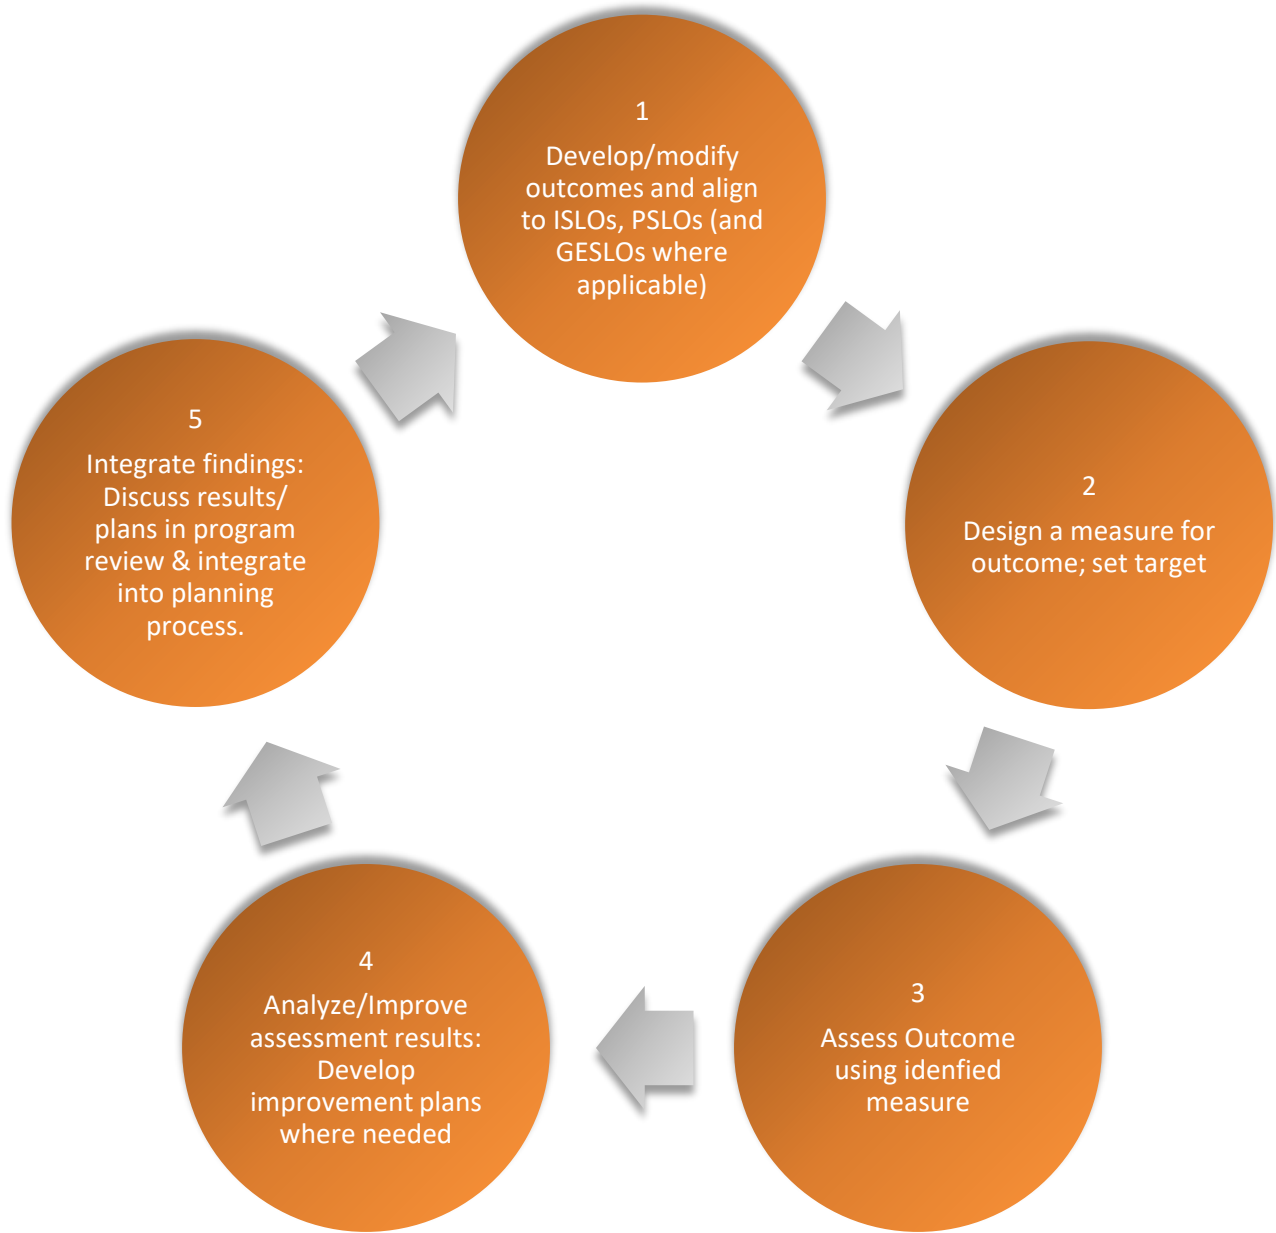 1
Develop/modify
outcomes and align
to ISLOs, PSLOs (and
GESLOs where
applicable)
2
Design a measure for
outcome; set target
3
Assess Outcome
using idenfied
measure
4
Analyze/Improve
assessment results:
Develop
improvement plans
where needed
5
Integrate findings:
Discuss results/
plans in program
review & integrate
into planning
process.